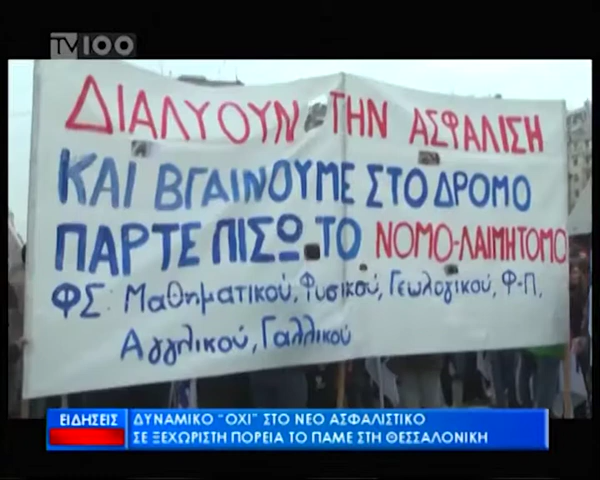 TV100
ΔΙΑΛΥΟΥΝ ΤΗΝ ΑΣΦΑΛΙΣΗ
ΚΑΙ ΒΓΑΙΝΟΥΜΕ ΣΤΟ ΔΡΟΜΟ
ΠΑΡΤΕ ΠΙΣΩ ΤΟ ΝΟΜΟ-ΛΑΙΜΗΤΟΜΟ
ΦΣ: Μαθηματικού, Φυσικού, Γεωλογικού, Φ-Π,
Αγγλικού, Γαλλικού
ΕΙΔΗΣΕΙΣ
ΔΥΝΑΜΙΚΟ "ΟΧΙ" ΣΤΟ ΝΕΟ ΑΣΦΑΛΙΣΤΙΚΟ
ΣΕ ΞΕΧΩΡΙΣΤΗ ΠΟΡΕΙΑ ΤΟ ΠΑΜΕ ΣΤΗ ΘΕΣΣΑΛΟΝΙΚΗ